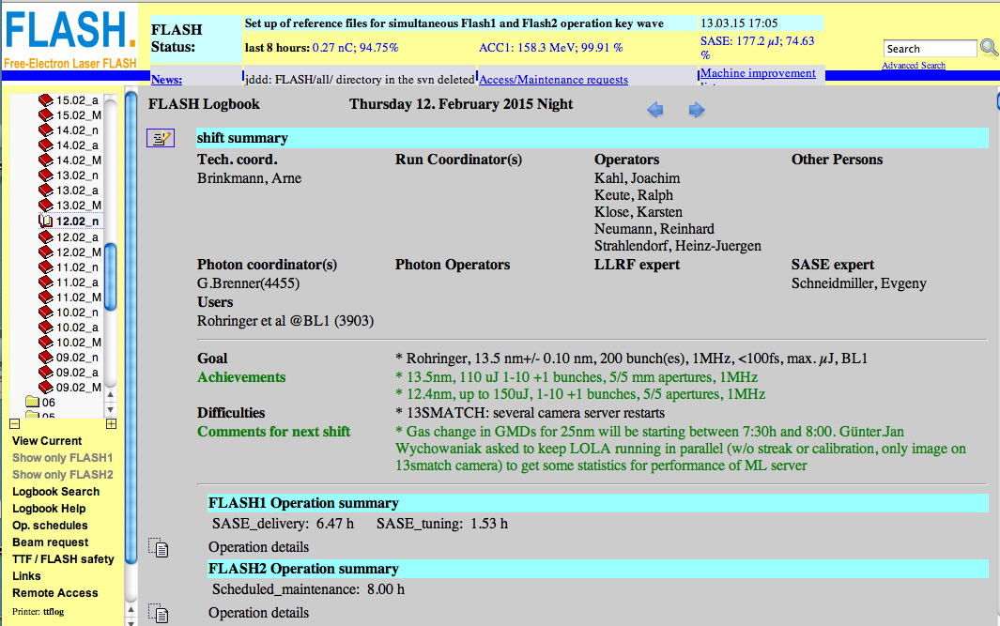 FLASH.
Free-Electron Laser FLASH
FLASH
Status:
Set up of reference files for simultaneous Flash1 and Flash2 operation key wave
13.03.15 17:05
last 8 hours: 0.27 nC; 94.75%
ACC1: 158.3 MeV; 99.91 %
SASE: 177.2 µJ; 74.63
%
Search
Advanced Search
News:
jddd: FLASH/all/ directory in the svn deleted
Access/Maintenance requests
Machine improvement
15.02_a
15.02_M
14.02_n
14.02_a
14.02_M
13.02_n
13.02_a
13.02_M
12.02_n
12.02_a
12.02_M
11.02_n
11.02_a
11.02_M
10.02_n
10.02_a
10.02_M
09.02_n
09.02_a
09.02_M
06
05
View Current
Show only FLASH1
Show only FLASH2
Logbook Search
Logbook Help
Op. schedules
Beam request
TTF / FLASH safety
Links
Remote Access
Printer: ttflog
FLASH Logbook
Thursday 12. February 2015 Night
shift summary
Tech. coord.
Brinkmann, Arne
Run Coordinator(s)
Operators
Kahl, Joachim
Keute, Ralph
Klose, Karsten
Neumann, Reinhard
Strahlendorf, Heinz-Juergen
Other Persons
Photon coordinator(s)
G.Brenner(4455)
Photon Operators
LLRF expert
SASE expert
Schneidmiller, Evgeny
Users
Rohringer et al @BL1 (3903)
Goal
* Rohringer, 13.5 nm+/- 0.10 nm, 200 bunch(es), 1MHz, <100fs, max. µJ, BL1
Achievements
* 13.5nm, 110 uJ 1-10 +1 bunches, 5/5 mm apertures, 1MHz
* 12.4nm, up to 150uJ, 1-10 +1 bunches, 5/5 apertures, 1MHz
Difficulties
* 13SMATCH: several camera server restarts
Comments for next shift
* Gas change in GMDs for 25nm will be starting between 7:30h and 8:00. Günter.Jan
Wychowaniak asked to keep LOLA running in parallel (w/o streak or calibration, only image on
13smatch camera) to get some statistics for performance of ML server
FLASH1 Operation summary
SASE_delivery: 6.47 h SASE_tuning: 1.53 h
Operation details
FLASH2 Operation summary
Scheduled_maintenance: 8.00 h
Operation details